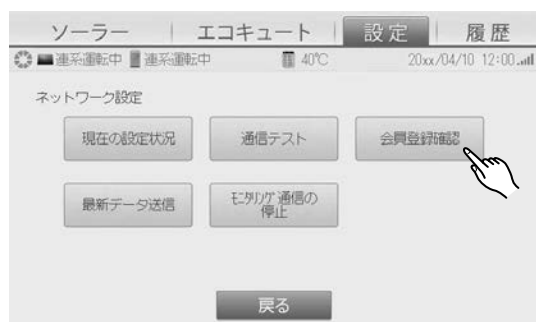 ソーラー エコキュート 設定 履歴
連系運転中 連系運転中 40℃ 20xx/04/10 12:00
ネットワーク設定
現在の設定状況 通信テスト 会員登録確認
最新データ送信 モニタリング通信の
停止
戻る